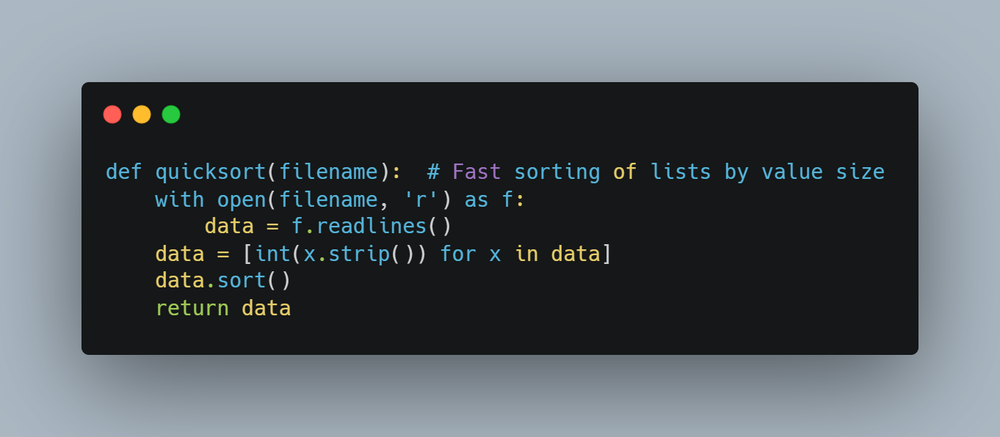 def quicksort(filename):  # Fast sorting of lists by value size
    with open(filename, 'r') as f:
        data = f.readlines()
    data = [int(x.strip()) for x in data]
    data.sort()
    return data